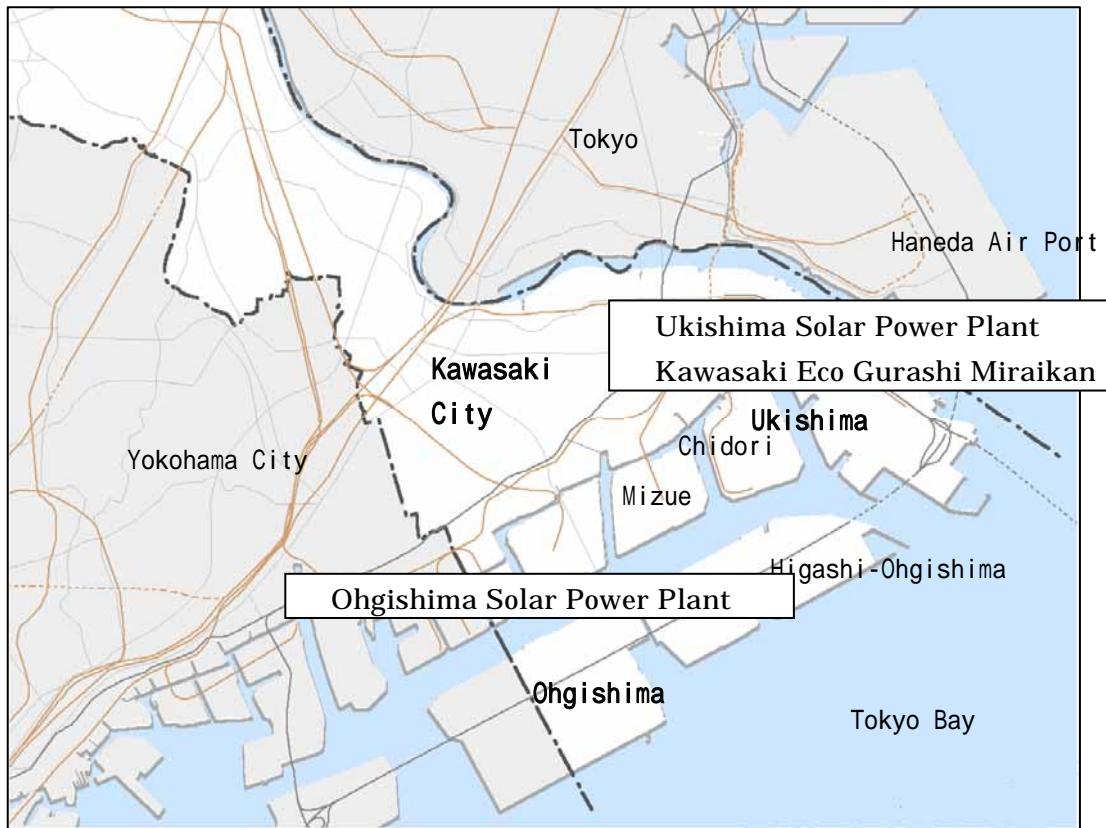 Tokyo
Haneda Air Port
Ukishima Solar Power Plant
Kawasaki Eco Gurashi Miraikan
Kawasaki
City
Ukishima
Chidori
Yokohama City
Mizue
Higashi-Ohgishima
Ohgishima Solar Power Plant
Ohgishima
Tokyo Bay